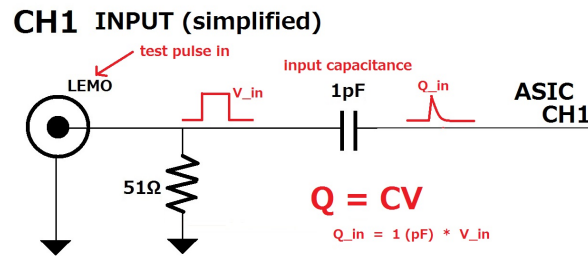 CH1 INPUT (simplified)
test pulse in
LEMO
V_in
input capacitance
1pF
Q_in
ASIC
CH1
51Ω
Q = CV
Q_in = 1 (pF) * V_in